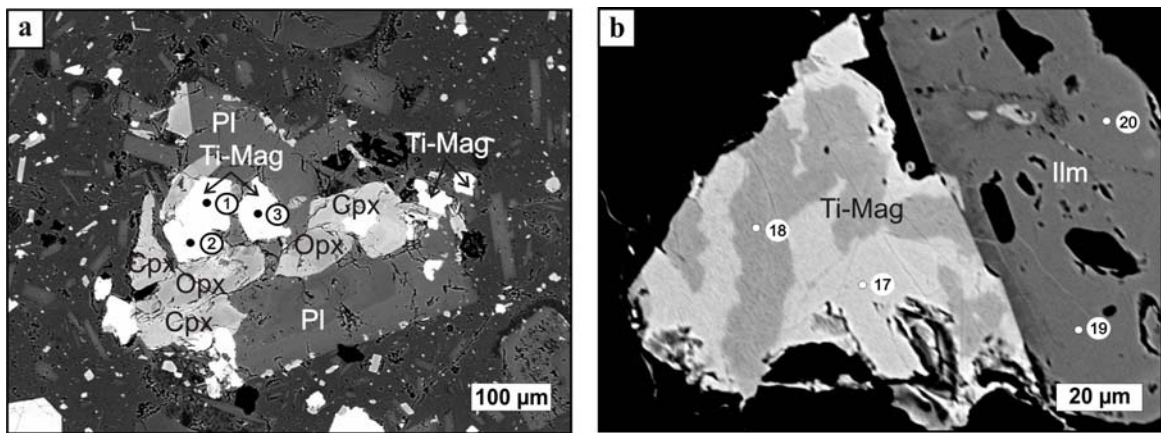 a
Pl
Ti-Mag
Ti-Mag
1
3
Cpx
2
Opx
Cpx
Opx
Cpx
Pl
100 µm
b
20
Ilm
Ti-Mag
18
17
19
20 µm